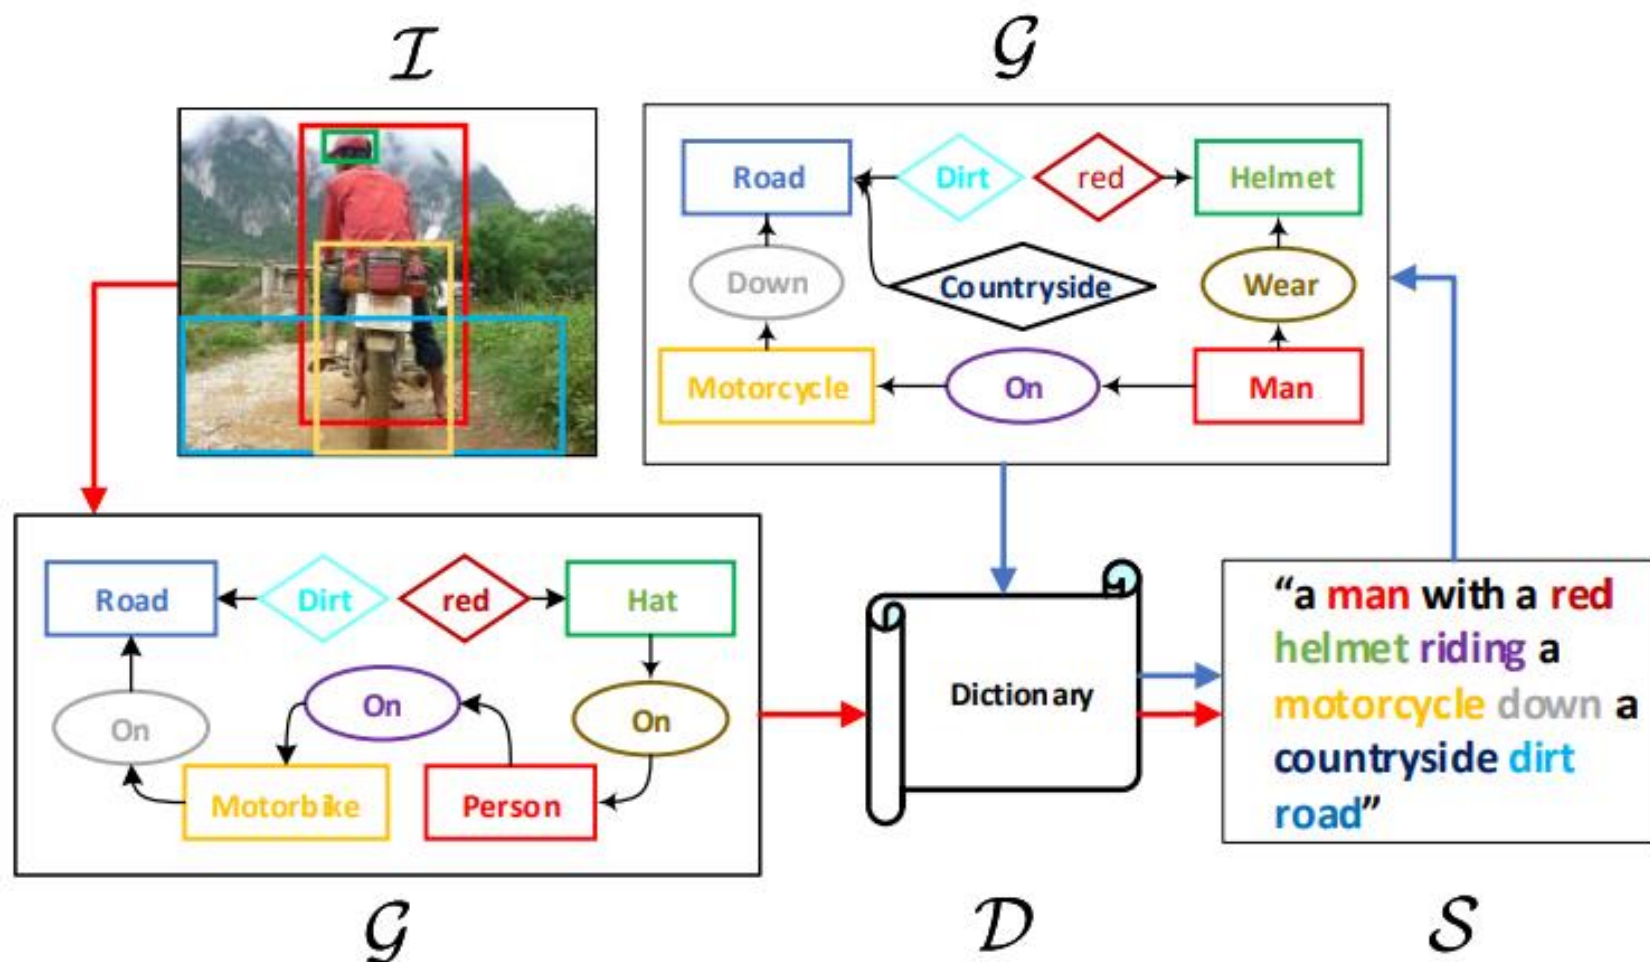 I
G
Road
Dirt
red
Helmet
Down
Countryside
Wear
Motorcycle
On
Man
Road
Dirt
red
Hat
On
On
On
Motorbike
Person
Dictionary
“a man with a red
helmet riding a
motorcycle down a
countryside dirt
road”
G
D
S